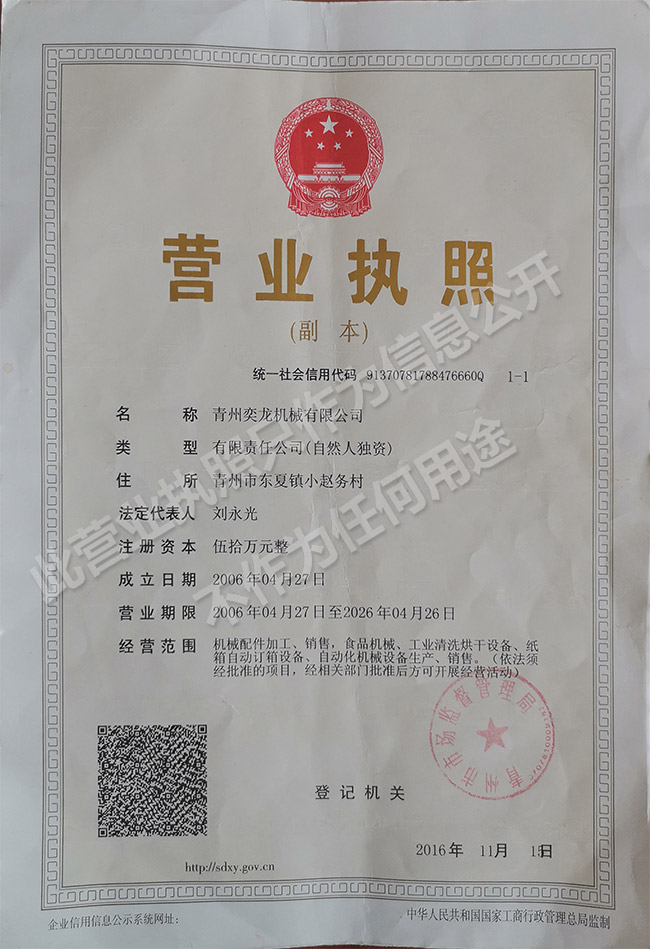 营业执照
(副 本)
统一社会信用代码 91370781788476660Q 1-1
名 称 青州奕龙机械有限公司
类 型 有限责任公司(自然人独资)
住 所 青州市东夏镇小赵务村
法定代表人 刘永光
注册资本 伍拾万元整
成立日期 2006年04月27日
营业期限 2006年04月27日至2026年04月26日
经营范围 机械配件加工、销售，食品机械、工业清洗烘干设备、纸
箱自动订箱设备、自动化机械设备生产、销售。（依法须
经批准的项目，经相关部门批准后方可开展经营活动）
此营业执照只作为信息公开
不作为任何用途
青州市市场监督管理局
登记机关
2016年 11月 18日
http://sdxy.gov.cn
企业信用信息公示系统网址:
中华人民共和国国家工商行政管理总局监制